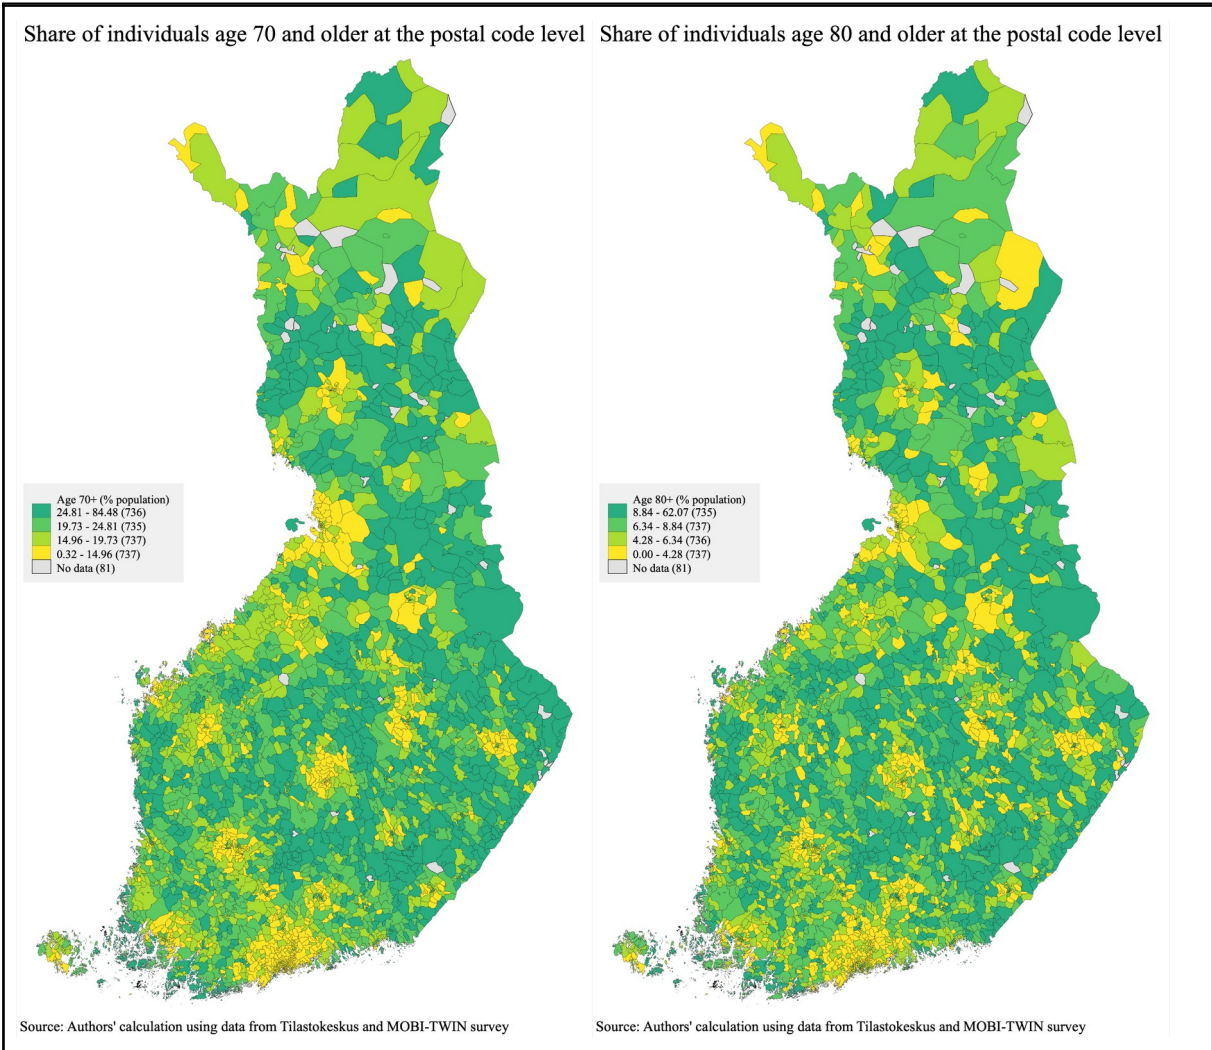 Share of individuals age 70 and older at the postal code level
Share of individuals age 80 and older at the postal code level
Age 70+ (% population)
24.81 - 84.48 (736)
19.73 - 24.81 (735)
14.96 - 19.73 (737)
0.32 - 14.96 (737)
No data (81)
Age 80+ (% population)
8.84 - 62.07 (735)
6.34 - 8.84 (737)
4.28 - 6.34 (736)
0.00 - 4.28 (737)
No data (81)
Source: Authors' calculation using data from Tilastokeskus and MOBI-TWIN survey
Source: Authors' calculation using data from Tilastokeskus and MOBI-TWIN survey